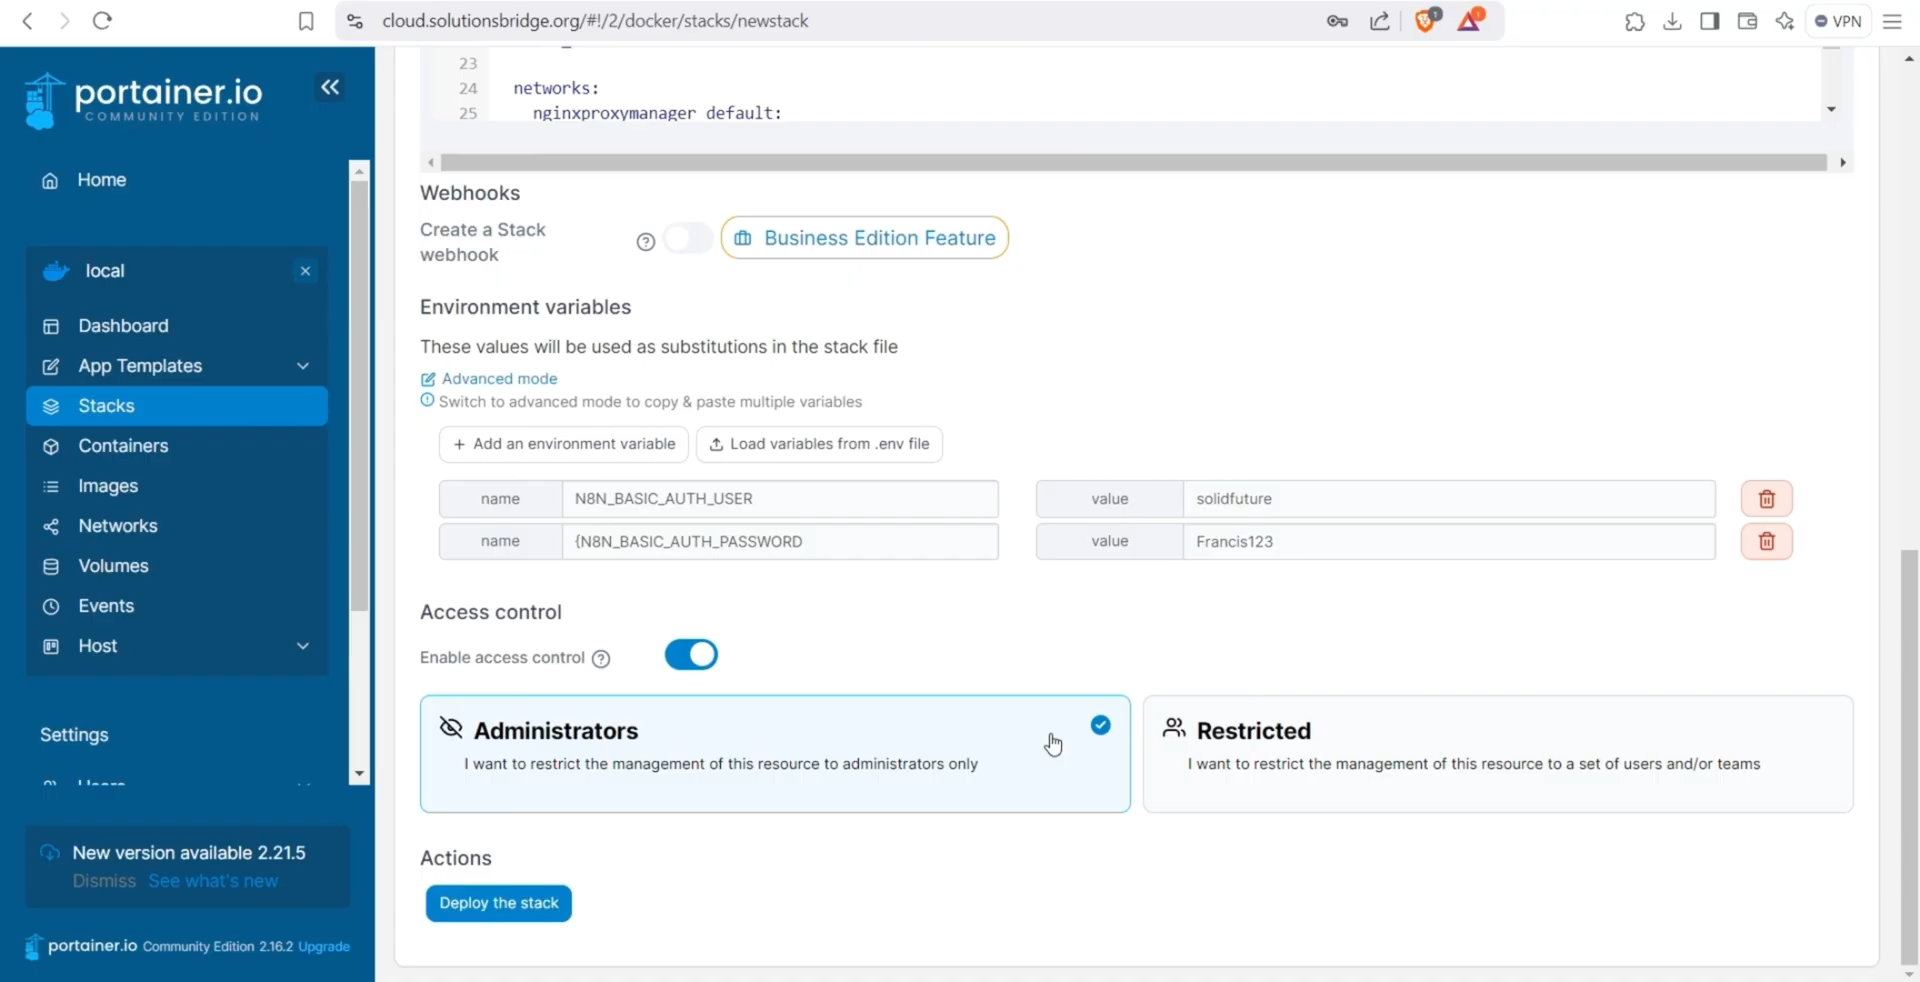 cloud.solutionsbridge.org/#!/2/docker/stacks/newstack
1
1
VPN
portainer.io
COMMUNITY EDITION
Home
local
Dashboard
App Templates
Stacks
Containers
Images
Networks
Volumes
Events
Host
Settings
New version available 2.21.5
Dismiss See what's new
portainer.io Community Edition 2.16.2 Upgrade
23
24 networks:
25 nginxproxymanager default:
Webhooks
Create a Stack
webhook
Business Edition Feature
Environment variables
These values will be used as substitutions in the stack file
Advanced mode
Switch to advanced mode to copy & paste multiple variables
+ Add an environment variable
Load variables from .env file
name N8N_BASIC_AUTH_USER value solidfuture
name {N8N_BASIC_AUTH_PASSWORD value Francis123
Access control
Enable access control
Administrators
I want to restrict the management of this resource to administrators only
Restricted
I want to restrict the management of this resource to a set of users and/or teams
Actions
Deploy the stack